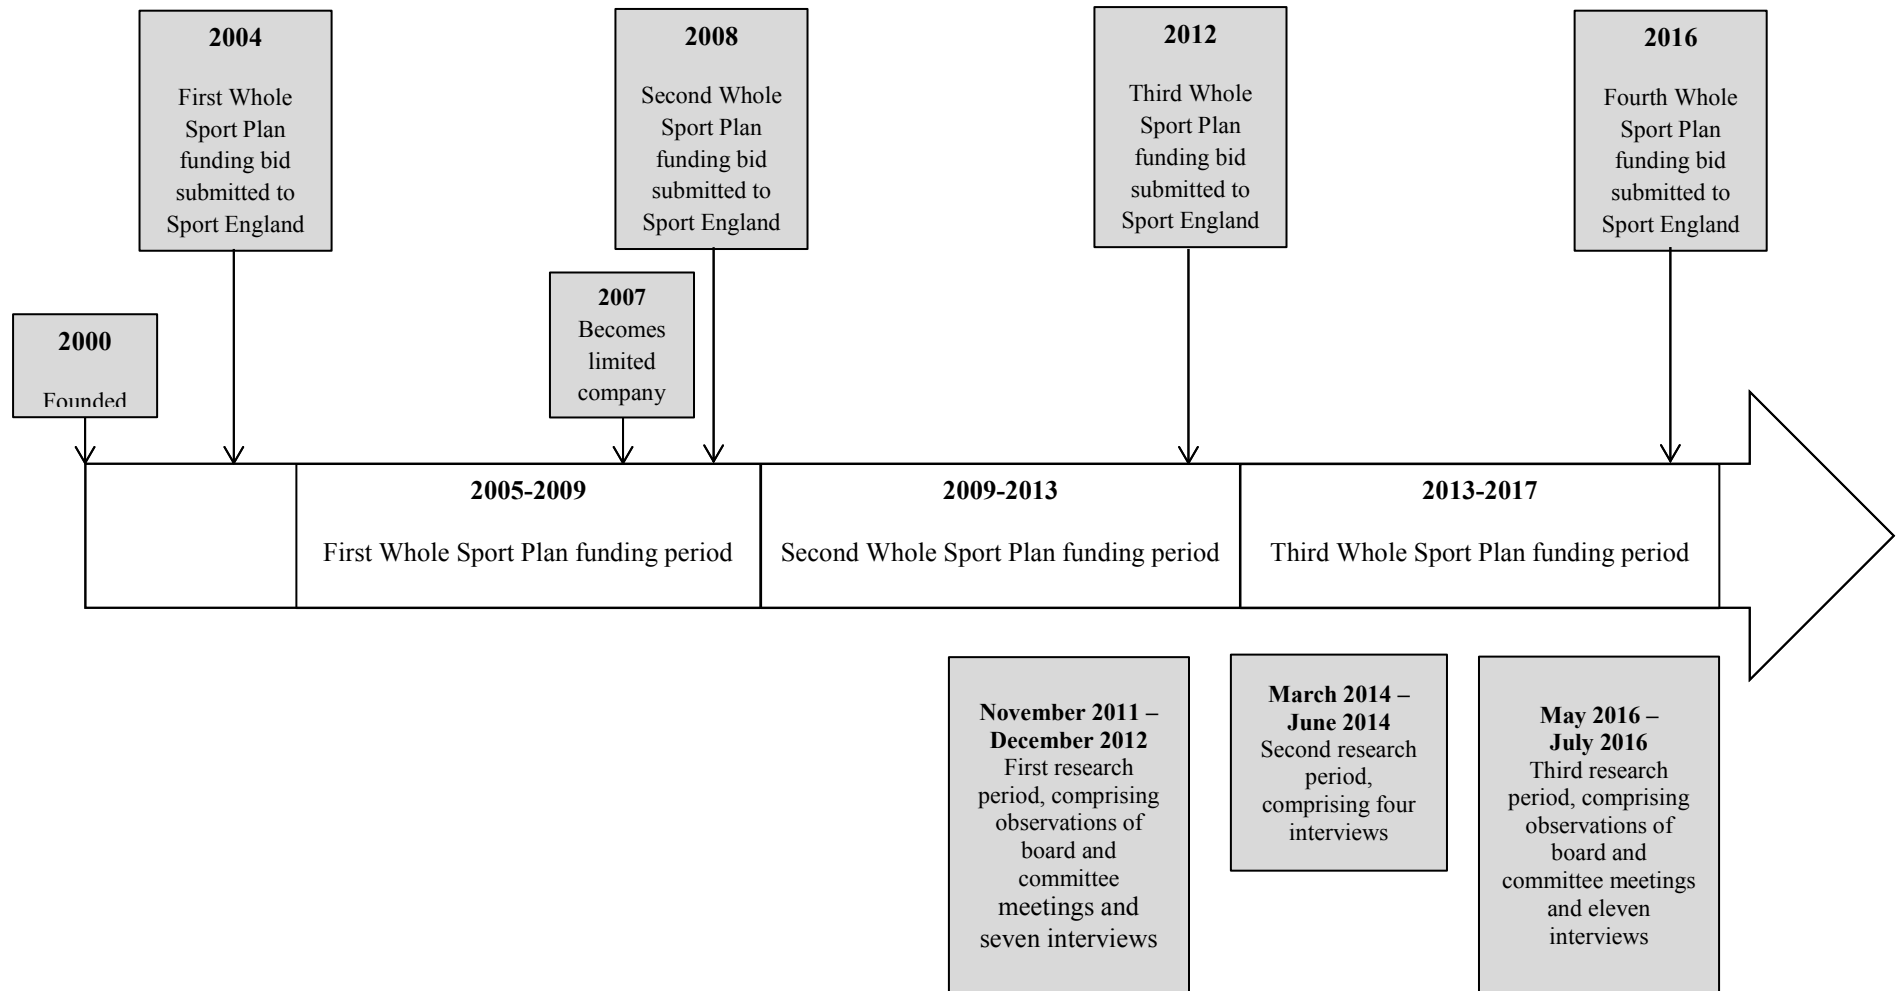 2004
First Whole
Sport Plan
funding bid
submitted to
Sport England
2008
Second Whole
Sport Plan
funding bid
submitted to
Sport England
2012
Third Whole
Sport Plan
funding bid
submitted to
Sport England
2016
Fourth Whole
Sport Plan
funding bid
submitted to
Sport England
2000
Founded
2007
Becomes
limited
company
2005-2009
First Whole Sport Plan funding period
2009-2013
Second Whole Sport Plan funding period
2013-2017
Third Whole Sport Plan funding period
November 2011 –
December 2012
First research
period, comprising
observations of
board and
committee
meetings and
seven interviews
March 2014 –
June 2014
Second research
period,
comprising four
interviews
May 2016 –
July 2016
Third research
period, comprising
observations of
board and
committee meetings
and eleven
interviews